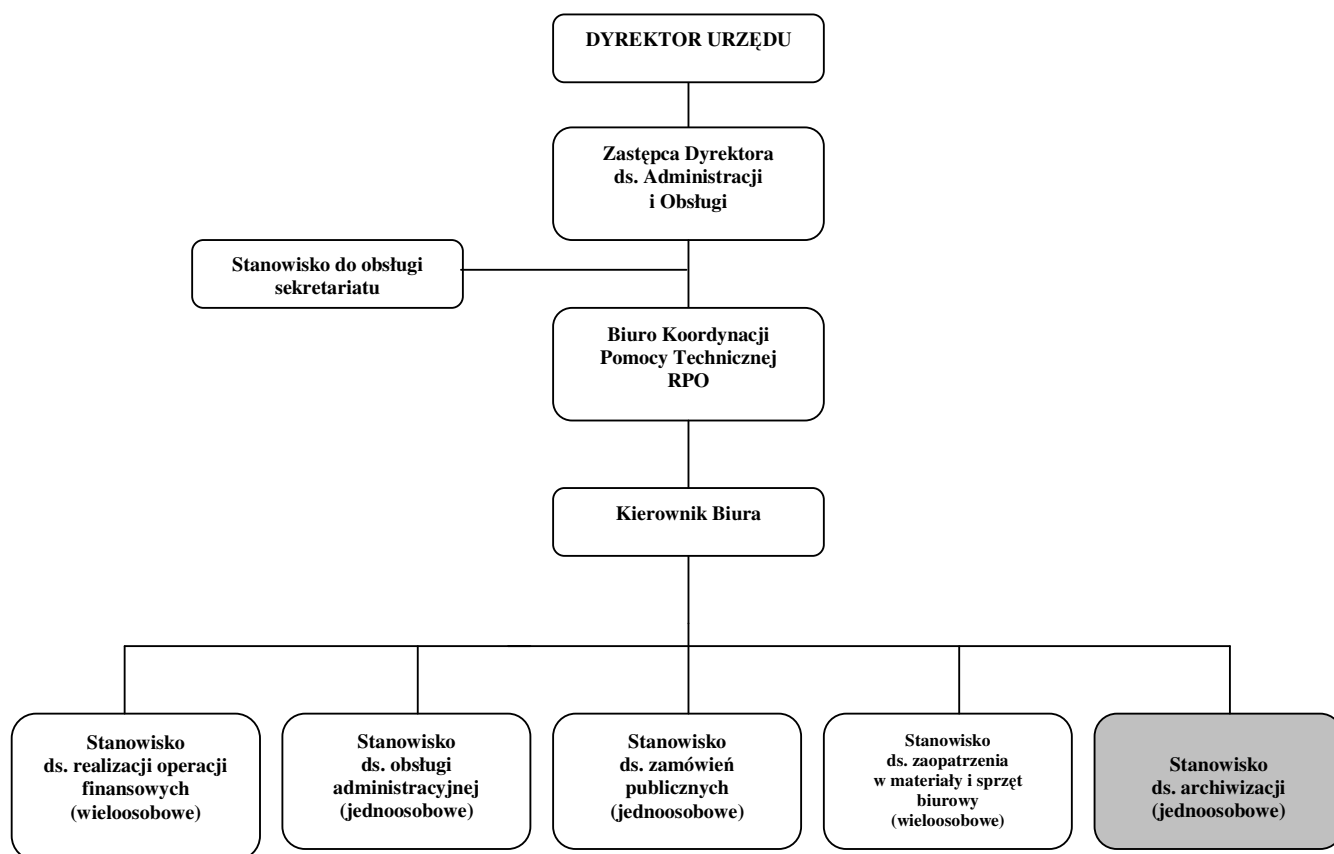 DYREKTOR URZĘDU
Zastępca Dyrektora
ds. Administracji
i Obsługi
Stanowisko do obsługi
sekretariatu
Biuro Koordynacji
Pomocy Technicznej
RPO
Kierownik Biura
Stanowisko
ds. realizacji operacji
finansowych
(wieloosobowe)
Stanowisko
ds. obsługi
administracyjnej
(jednoosobowe)
Stanowisko
ds. zamówień
publicznych
(jednoosobowe)
Stanowisko
ds. zaopatrzenia
w materiały i sprzęt
biurowy
(wieloosobowe)
Stanowisko
ds. archiwizacji
(jednoosobowe)